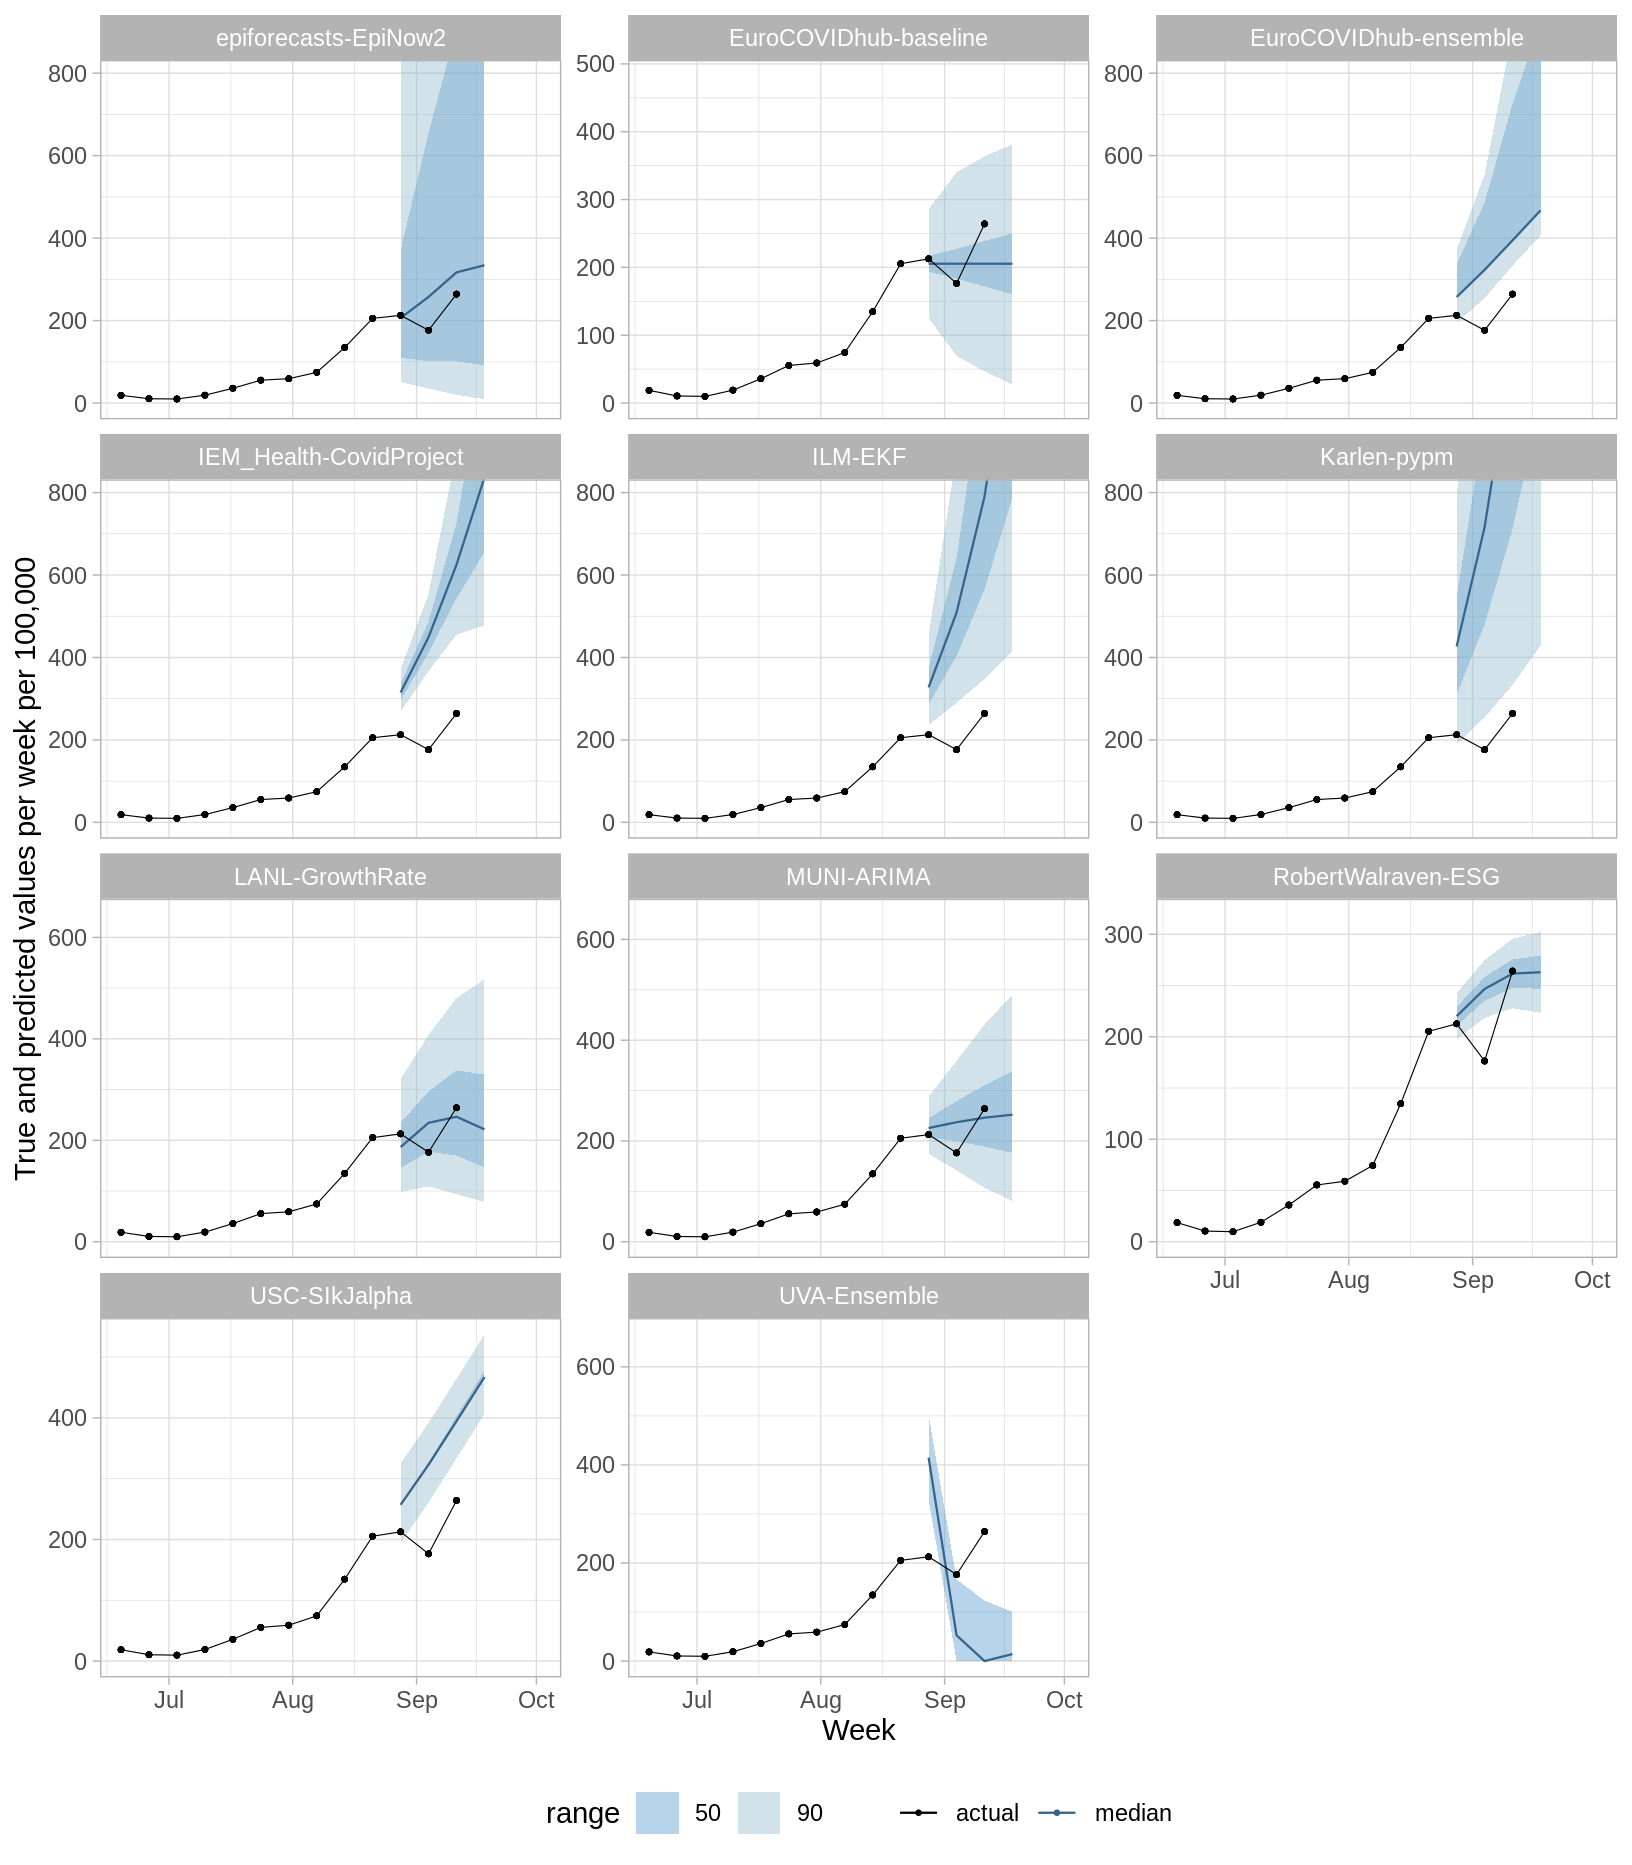 epiforecasts-EpiNow2
EuroCOVIDhub-baseline
EuroCOVIDhub-ensemble
800
600
400
200
0
500
400
300
200
100
0
800
600
400
200
0
IEM_Health-CovidProject
ILM-EKF
Karlen-pypm
800
600
400
200
0
800
600
400
200
0
800
600
400
200
0
True and predicted values per week per 100,000
LANL-GrowthRate
MUNI-ARIMA
RobertWalraven-ESG
600
400
200
0
600
400
200
0
300
200
100
0
Jul Aug Sep Oct
USC-SIkJalpha
UVA-Ensemble
400
200
0
600
400
200
0
Jul Aug Sep Oct
Jul Aug Sep Oct
Week
range 50 90 actual median